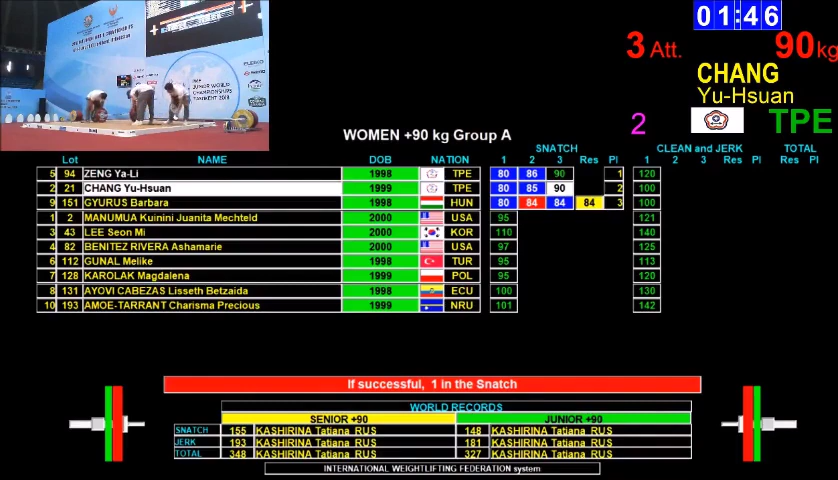 01:46
3 Att. 90kg
CHANG
Yu-Hsuan
2 TPE
IWF
JUNIOR WORLD
CHAMPIONSHIPS
TASHKENT 2018
WOMEN +90 kg Group A
SNATCH CLEAN and JERK TOTAL
Lot NAME DOB NATION 1 2 3 Res Pl 1 2 3 Res Pl Res Pl
5 94 ZENG Ya-Li 1998 TPE 80 86 90 1 120
2 21 CHANG Yu-Hsuan 1999 TPE 80 85 90 2 100
9 151 GYURUS Barbara 1998 HUN 80 84 84 84 3 100
1 2 MANUMUA Kuinini Juanita Mechteld 2000 USA 95 121
3 43 LEE Seon Mi 2000 KOR 110 140
4 82 BENITEZ RIVERA Ashamarie 2000 USA 97 125
6 112 GUNAL Melike 1998 TUR 95 113
7 128 KAROLAK Magdalena 1999 POL 95 120
8 131 AYOVI CABEZAS Lisseth Betzaida 1998 ECU 100 130
10 193 AMOE-TARRANT Charisma Precious 1999 NRU 101 142
If successful, 1 in the Snatch
WORLD RECORDS
SENIOR +90 JUNIOR +90
SNATCH 155 KASHIRINA Tatiana RUS 148 KASHIRINA Tatiana RUS
JERK 193 KASHIRINA Tatiana RUS 181 KASHIRINA Tatiana RUS
TOTAL 348 KASHIRINA Tatiana RUS 327 KASHIRINA Tatiana RUS
INTERNATIONAL WEIGHTLIFTING FEDERATION system